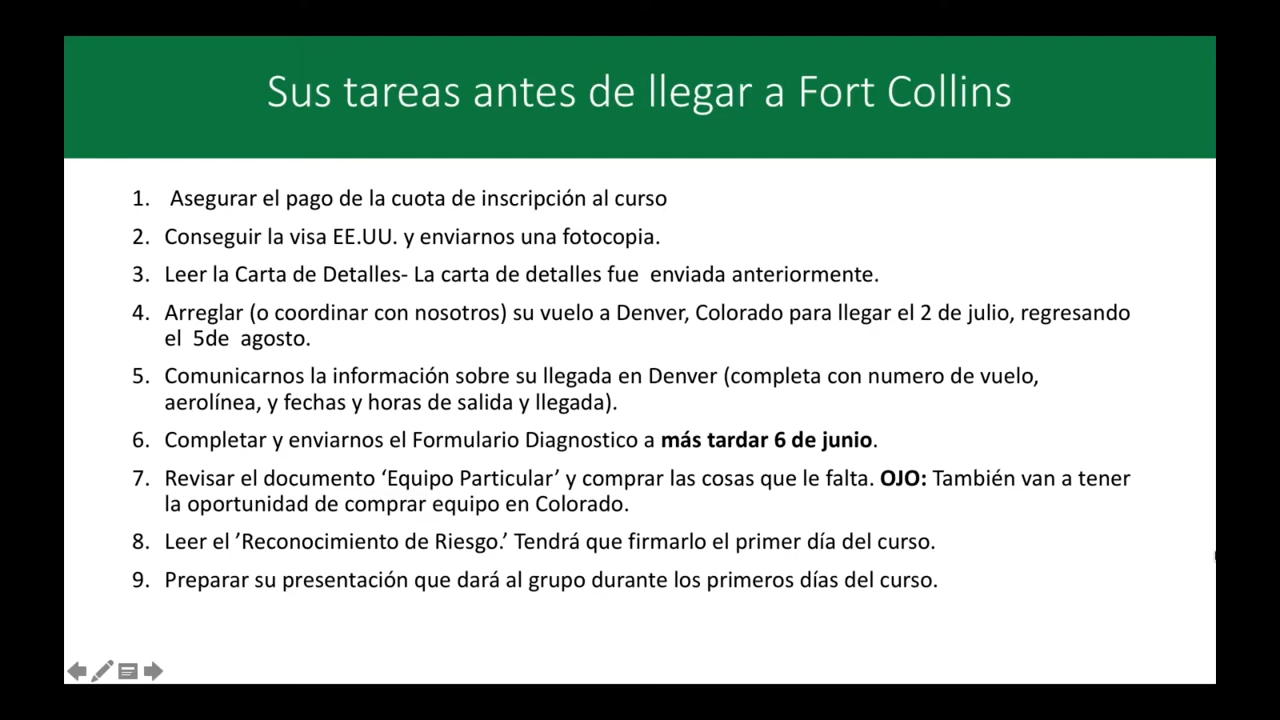 Sus tareas antes de llegar a Fort Collins
1. Asegurar el pago de la cuota de inscripción al curso
2. Conseguir la visa EE.UU. y enviarnos una fotocopia.
3. Leer la Carta de Detalles- La carta de detalles fue enviada anteriormente.
4. Arreglar (o coordinar con nosotros) su vuelo a Denver, Colorado para llegar el 2 de julio, regresando
el 5de agosto.
5. Comunicarnos la información sobre su llegada en Denver (completa con numero de vuelo,
aerolínea, y fechas y horas de salida y llegada).
6. Completar y enviarnos el Formulario Diagnostico a más tardar 6 de junio.
7. Revisar el documento ‘Equipo Particular’ y comprar las cosas que le falta. OJO: También van a tener
la oportunidad de comprar equipo en Colorado.
8. Leer el ’Reconocimiento de Riesgo.’ Tendrá que firmarlo el primer día del curso.
9. Preparar su presentación que dará al grupo durante los primeros días del curso.